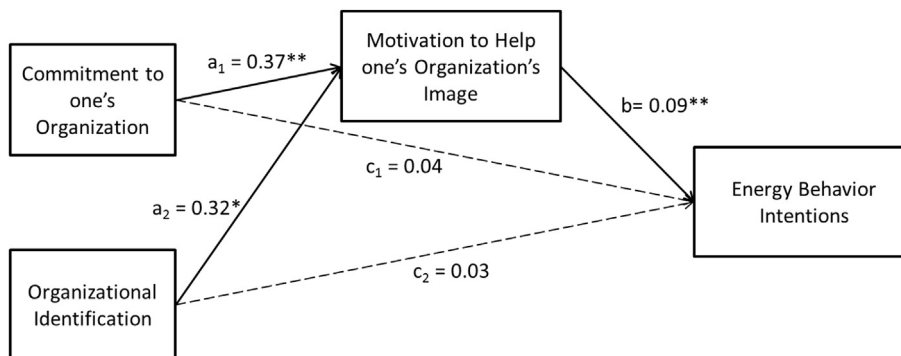 Commitment to
one's
Organization
a₁ = 0.37**
Motivation to Help
one's Organization's
Image
b= 0.09**
c₁ = 0.04
a₂ = 0.32*
Energy Behavior
Intentions
c₂ = 0.03
Organizational
Identification